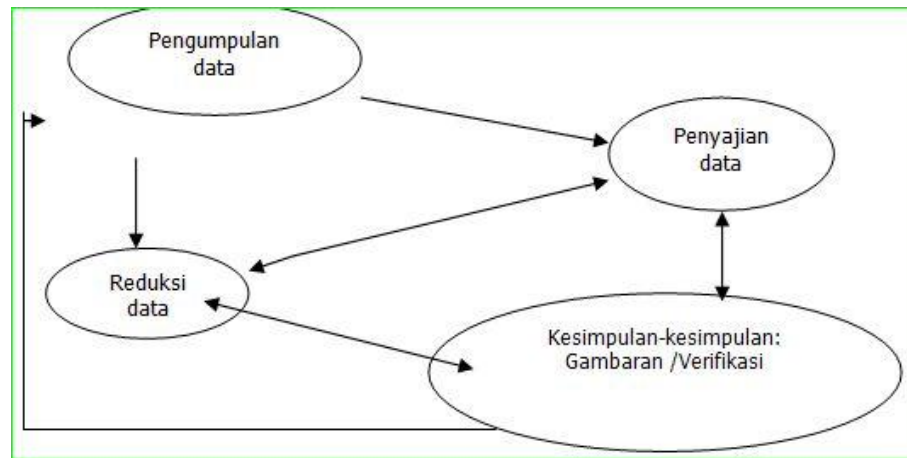 Pengumpulan
data
Penyajian
data
Reduksi
data
Kesimpulan-kesimpulan:
Gambaran /Verifikasi